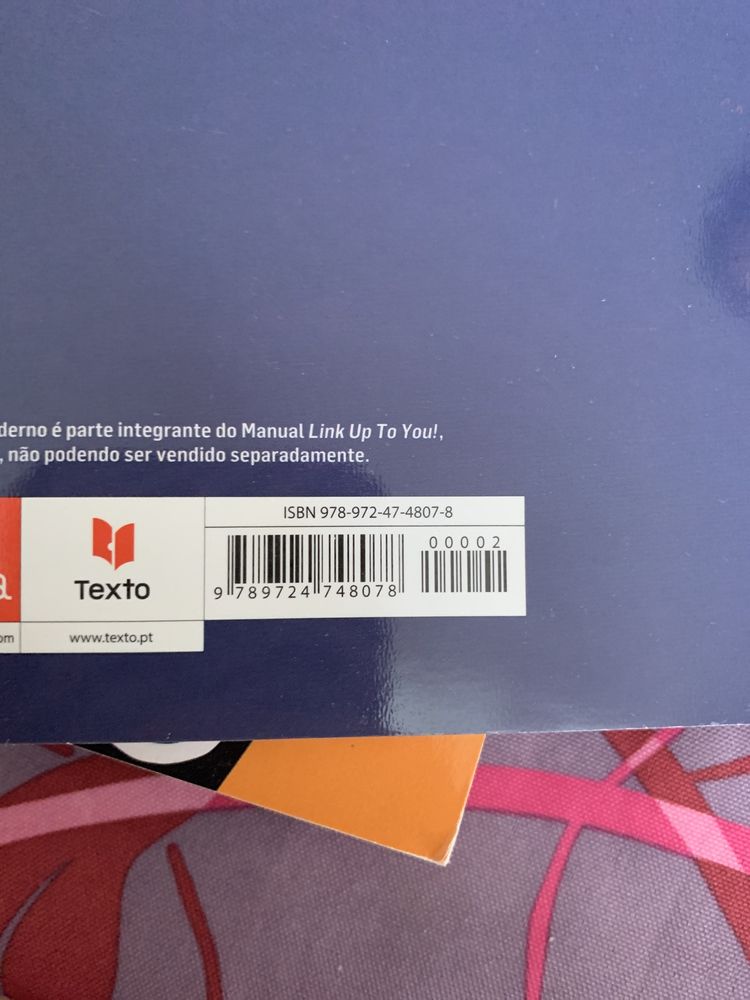 derno é parte integrante do Manual Link Up To You!,
, não podendo ser vendido separadamente.
a
om
Texto
www.texto.pt
ISBN 978-972-47-4807-8
00002
9 789724 748078